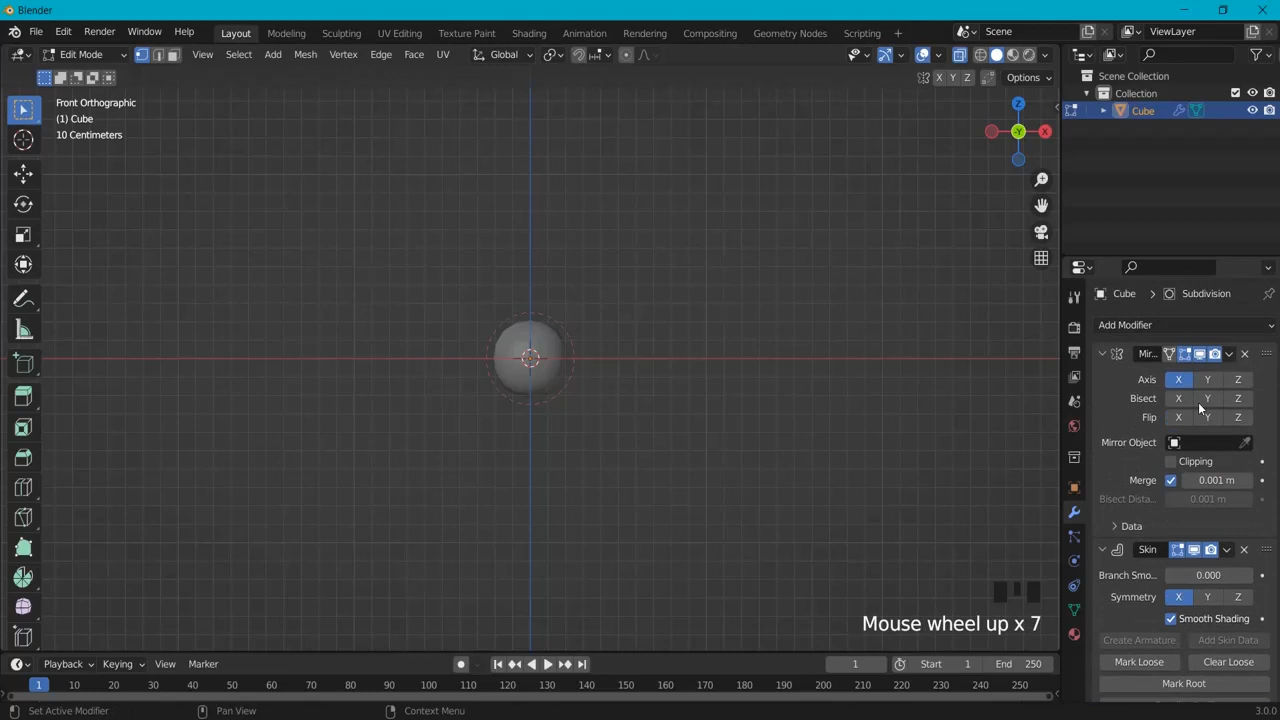 Blender
File Edit Render Window Help Layout Modeling Sculpting UV Editing Texture Paint Shading Animation Rendering Compositing Geometry Nodes Scripting + Scene ViewLayer
Edit Mode View Select Add Mesh Vertex Edge Face UV Global
X Y Z Options
Scene Collection
Collection
Cube
Front Orthographic
(1) Cube
10 Centimeters
Z
-Y
X
Cube > Subdivision
Add Modifier
Mir...
Axis X Y Z
Bisect X Y Z
Flip X Y Z
Mirror Object
Clipping
Merge 0.001 m
Bisect Dista... 0.001 m
Data
Skin
Branch Smo... 0.000
Symmetry X Y Z
Smooth Shading
Create Armature Add Skin Data
Mark Loose Clear Loose
Mark Root
Mouse wheel up x 7
Playback Keying View Marker 1 Start 1 End 250
1 10 20 30 40 50 60 70 80 90 100 110 120 130 140 150 160 170 180 190 200 210 220 230 240 250
Set Active Modifier Pan View Context Menu 3.0.0